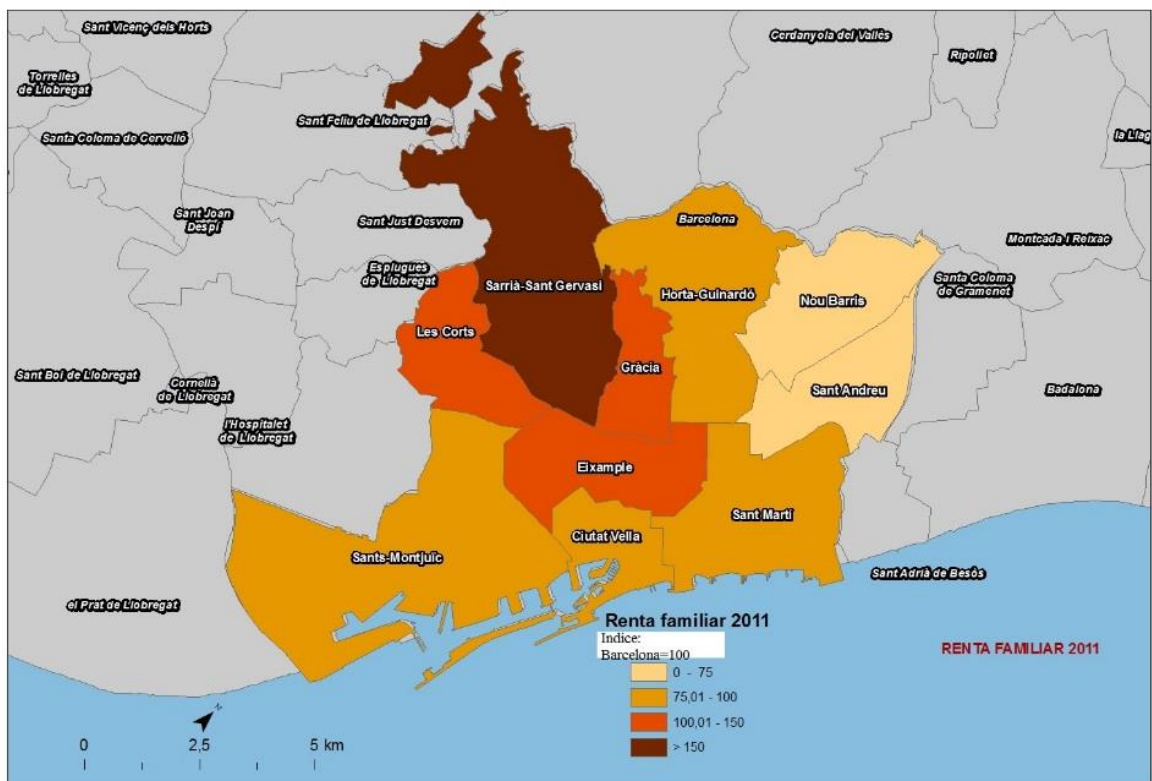 Sant Vicenç dels Horts
Cerdanyola del Vallès
Ripollet
Torrelles
de Llobregat
Sant Feliu de Llobregat
Santa Coloma de Cervelló
la Llag
Sant Joan
Despí
Sant Just Desvern
Barcelona
Montcada i Reixac
Esplugues
de Llobregat
Sarrià-Sant Gervasi
Horta-Guinardó
Nou Barris
Santa Coloma
de Gramenet
Les Corts
Gràcia
Sant Andreu
Sant Boi de Llobregat
Cornellà
de Llobregat
Badalona
l'Hospitalet
de Llobregat
Eixample
Sant Martí
Ciutat Vella
Sants-Montjuïc
Sant Adrià de Besòs
el Prat de Llobregat
Renta familiar 2011
Indice:
Barcelona=100
0 - 75
75,01 - 100
100,01 - 150
> 150
RENTA FAMILIAR 2011
N
0 2,5 5 km